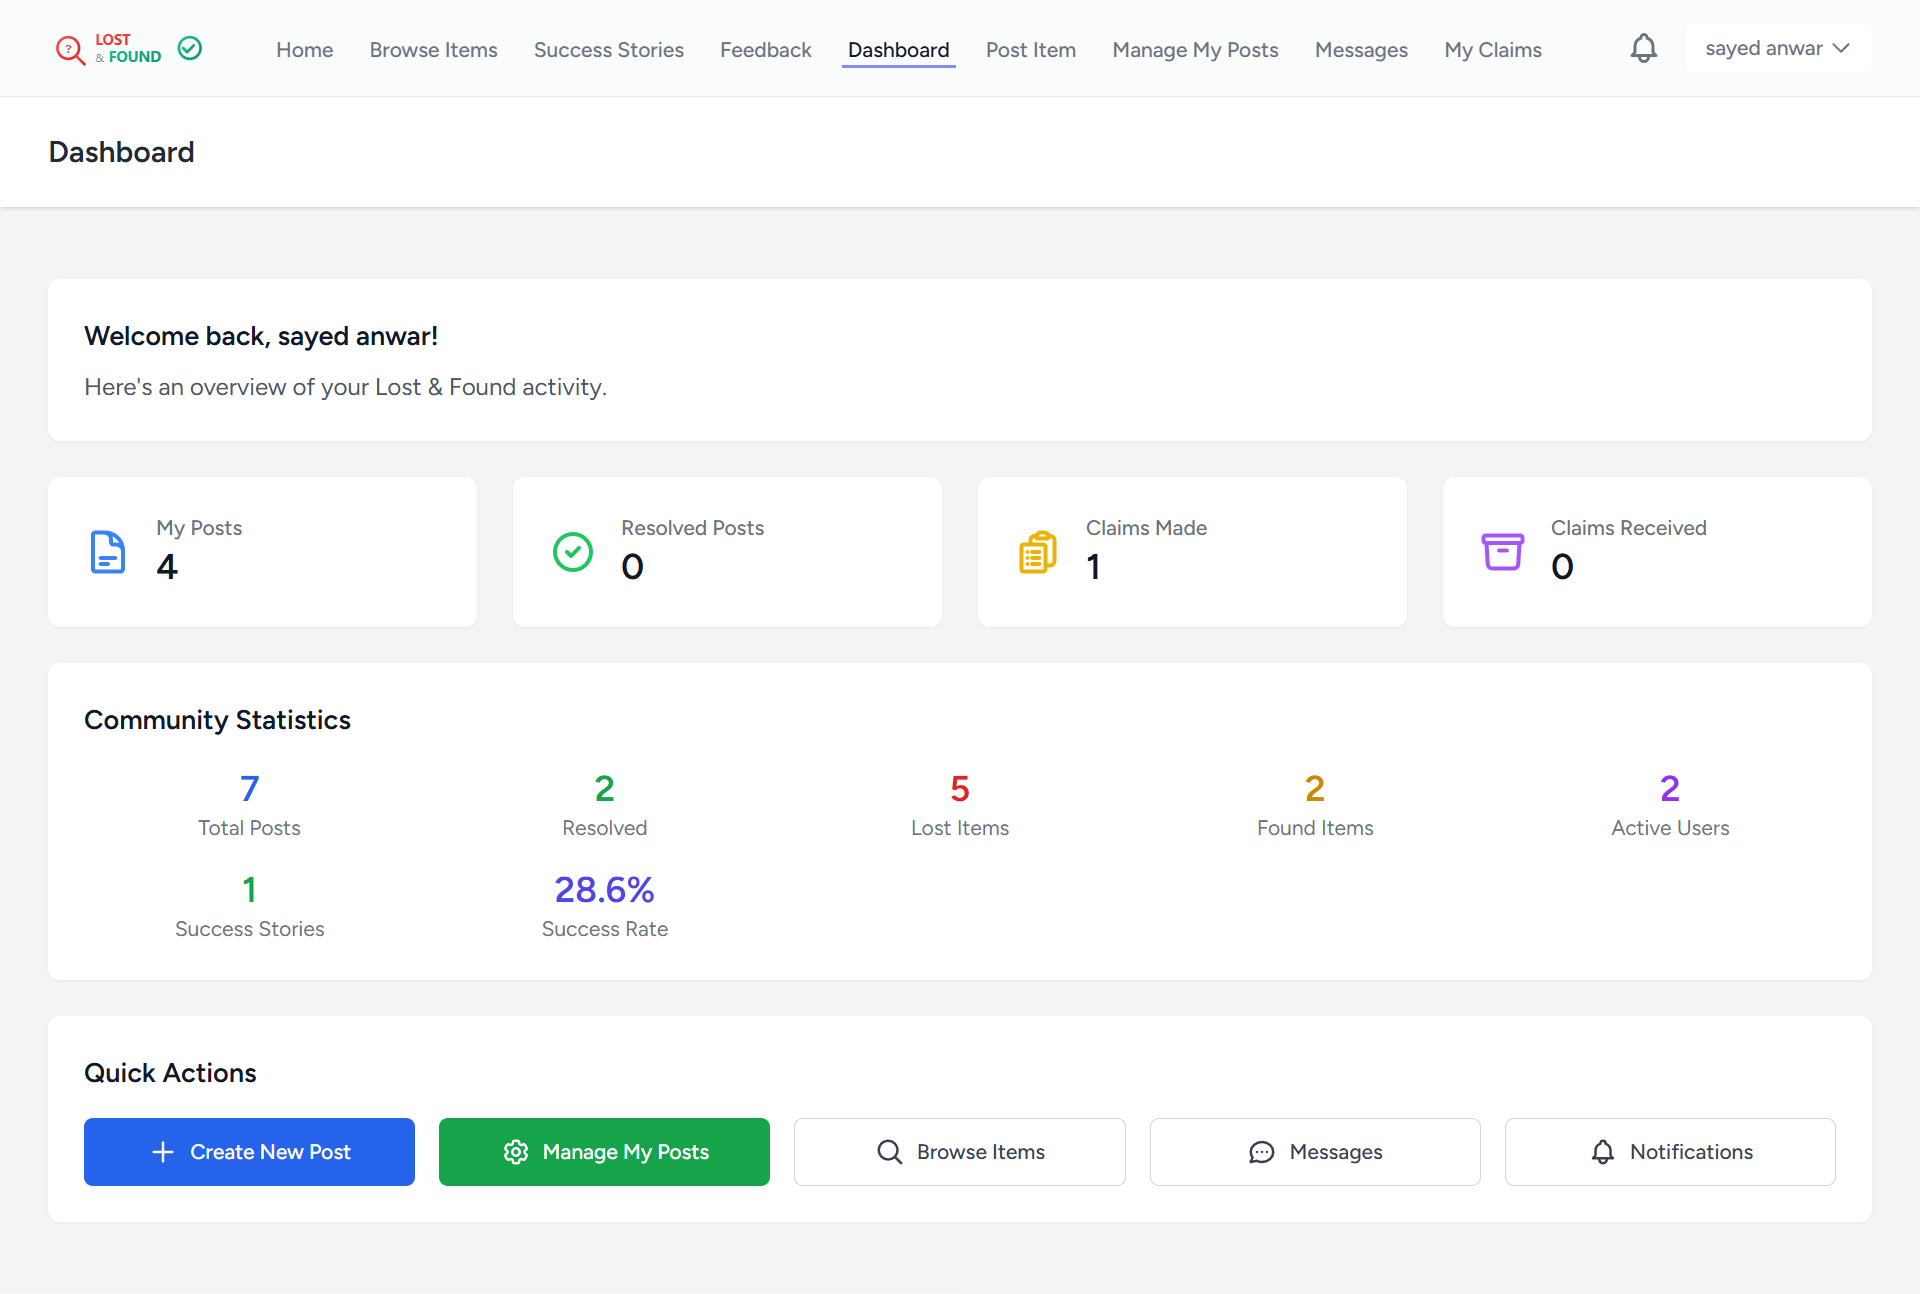 LOST
& FOUND
Home Browse Items Success Stories Feedback Dashboard Post Item Manage My Posts Messages My Claims sayed anwar
Dashboard
Welcome back, sayed anwar!
Here's an overview of your Lost & Found activity.
My Posts
4
Resolved Posts
0
Claims Made
1
Claims Received
0
Community Statistics
7
Total Posts
2
Resolved
5
Lost Items
2
Found Items
2
Active Users
1
Success Stories
28.6%
Success Rate
Quick Actions
Create New Post
Manage My Posts
Browse Items
Messages
Notifications